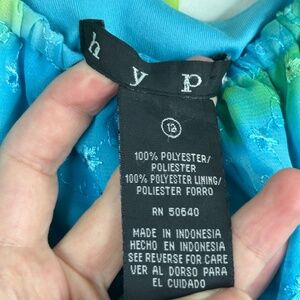 h y p
12
100% POLYESTER/
POLIESTER
100% POLYESTER LINING/
POLIESTER FORRO
RN 50640
MADE IN INDONESIA
HECHO EN INDONESIA
SEE REVERSE FOR CARE
VER AL DORSO PARA
EL CUIDADO